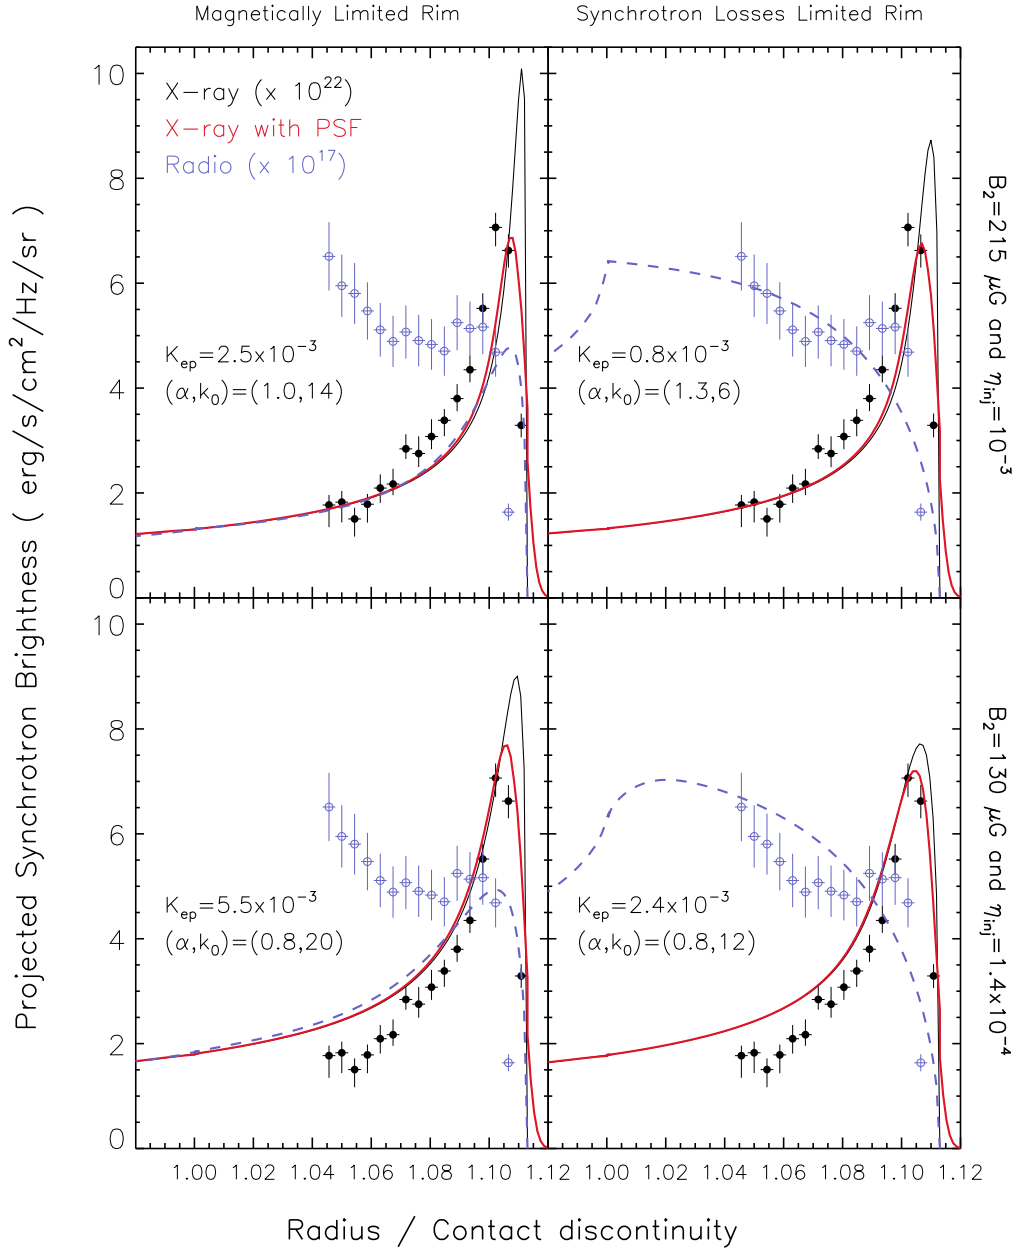 Magnetically Limited Rim
Synchrotron Losses Limited Rim
10
8
6
4
2
0
X-ray (x 10²²)
X-ray with PSF
Radio (x 10¹⁷)
K_ep=2.5x10⁻³
(α,k₀)=(1.0,14)
K_ep=0.8x10⁻³
(α,k₀)=(1.3,6)
B₂=215 μG and η_inj=10⁻³
10
8
6
4
2
0
K_ep=5.5x10⁻³
(α,k₀)=(0.8,20)
K_ep=2.4x10⁻³
(α,k₀)=(0.8,12)
B₂=130 μG and η_inj=1.4x10⁻⁴
1.00 1.02 1.04 1.06 1.08 1.10 1.12 1.00 1.02 1.04 1.06 1.08 1.10 1.12
Radius / Contact discontinuity
Projected Synchrotron Brightness ( erg/s/cm²/Hz/sr )